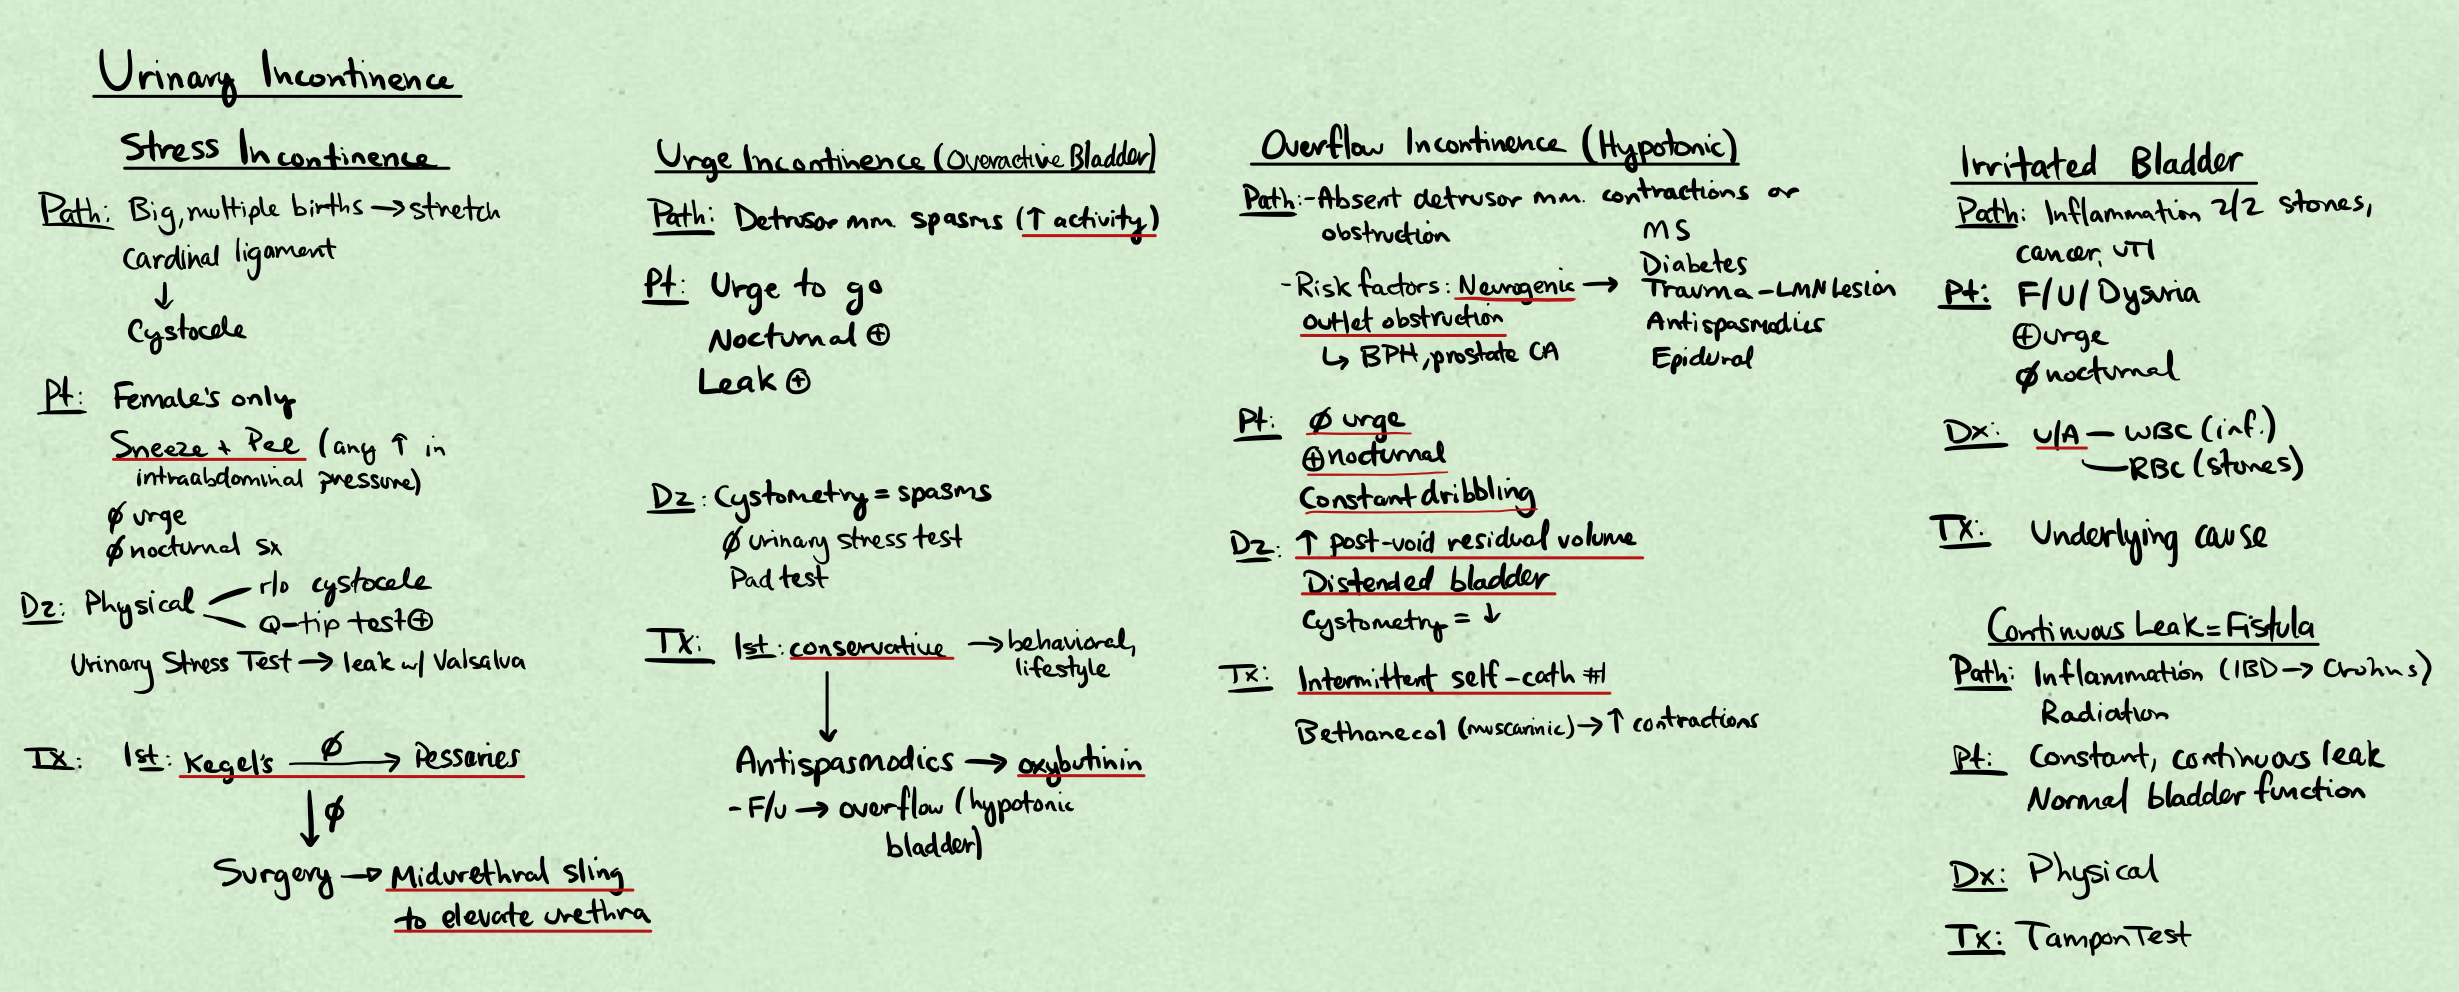 Urinary Incontinence
Stress Incontinence
Path: Big, multiple births → stretch
Cardinal ligament
↓
Cystocele
Pt: Female's only
Sneeze + Pee (any ↑ in
intraabdominal pressure)
∅ urge
∅ nocturnal sx
Dz: Physical
r/o cystocele
Q-tip test ⊕
Urinary Stress Test → leak w/ Valsalva
Tx: 1st: Kegel's ∅ → Pessaries
↓ ∅
Surgery → Midurethral sling
to elevate urethra
Urge Incontinence (Overactive Bladder)
Path: Detrusor mm. spasms (↑ activity)
Pt: Urge to go
Nocturnal ⊕
Leak ⊕
Dz: Cystometry = spasms
∅ urinary stress test
Pad test
Tx: 1st: conservative → behavioral,
lifestyle
↓
Antispasmodics → oxybutinin
- F/u → overflow (hypotonic
bladder)
Overflow Incontinence (Hypotonic)
Path: - Absent detrusor mm. contractions or
obstruction
- Risk factors: Neurogenic →
MS
Diabetes
Trauma - LMN Lesion
Antispasmodics
Epidural
outlet obstruction
↳ BPH, prostate CA
Pt: ∅ urge
⊕ nocturnal
Constant dribbling
Dz: ↑ post-void residual volume
Distended bladder
Cystometry = ↓
Tx: Intermittent self-cath #1
Bethanecol (muscarinic) → ↑ contractions
Irritated Bladder
Path: Inflammation 2/2 stones,
cancer, UTI
Pt: F/U/Dysuria
⊕ urge
∅ nocturnal
Dx: U/A — WBC (inf.)
— RBC (stones)
Tx: Underlying cause
Continuous Leak = Fistula
Path: Inflammation (IBD → Crohns)
Radiation
Pt: Constant, continuous leak
Normal bladder function
Dx: Physical
Tx: Tampon Test